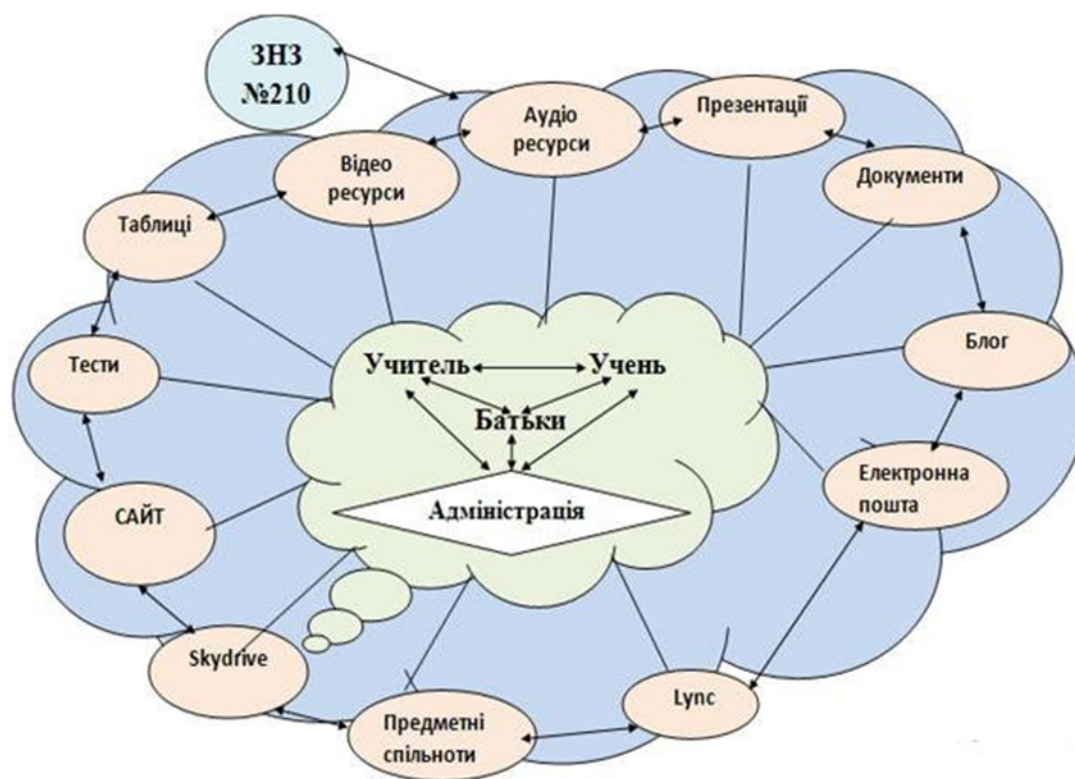 ЗНЗ
№210
Аудіо
ресурси
Презентації
Відео
ресурси
Документи
Таблиці
Тести
Блог
Учитель
Учень
Батьки
Адміністрація
САЙТ
Електронна
пошта
Skydrive
Предметні
спільноти
Lync